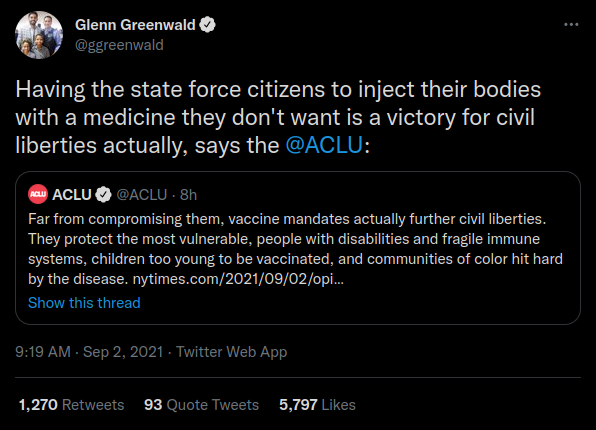 Glenn Greenwald
@ggreenwald
Having the state force citizens to inject their bodies
with a medicine they don't want is a victory for civil
liberties actually, says the @ACLU:
ACLU ACLU @ACLU · 8h
Far from compromising them, vaccine mandates actually further civil liberties.
They protect the most vulnerable, people with disabilities and fragile immune
systems, children too young to be vaccinated, and communities of color hit hard
by the disease. nytimes.com/2021/09/02/opi…
Show this thread
9:19 AM · Sep 2, 2021 · Twitter Web App
1,270 Retweets 93 Quote Tweets 5,797 Likes